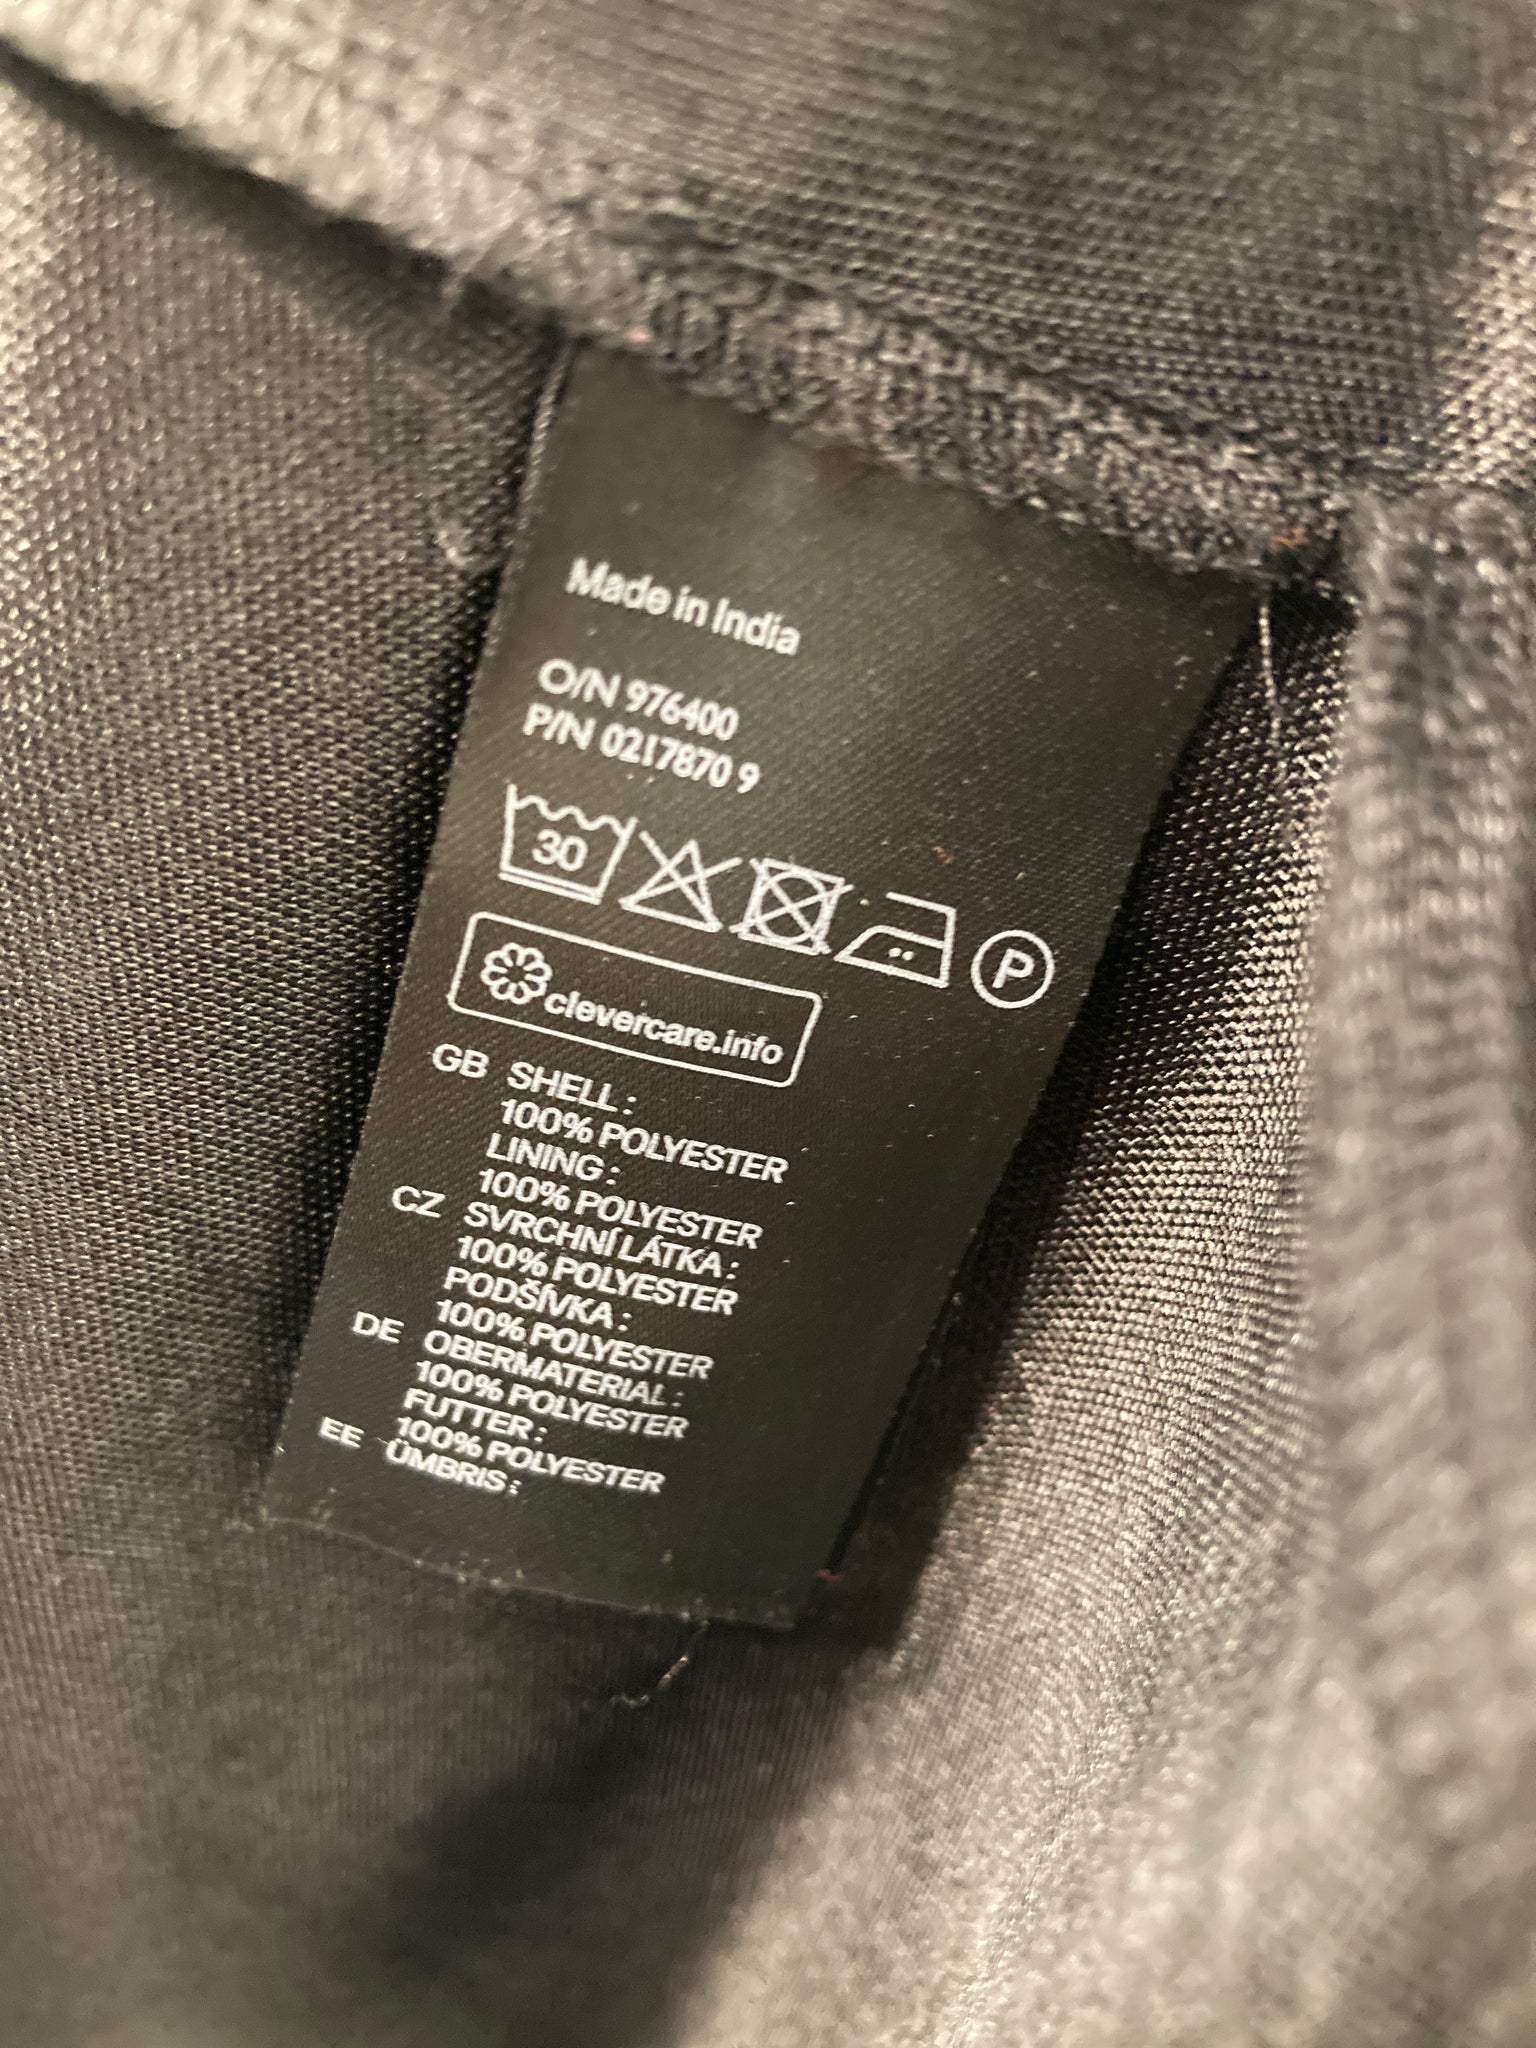 Made in India
O/N 976400
P/N 0217870 9
30 P
clevercare.info
GB SHELL:
100% POLYESTER
LINING:
100% POLYESTER
CZ SVRCHNÍ LÁTKA:
100% POLYESTER
PODŠÍVKA:
100% POLYESTER
DE OBERMATERIAL:
100% POLYESTER
FUTTER:
100% POLYESTER
EE ÜMBRIS: